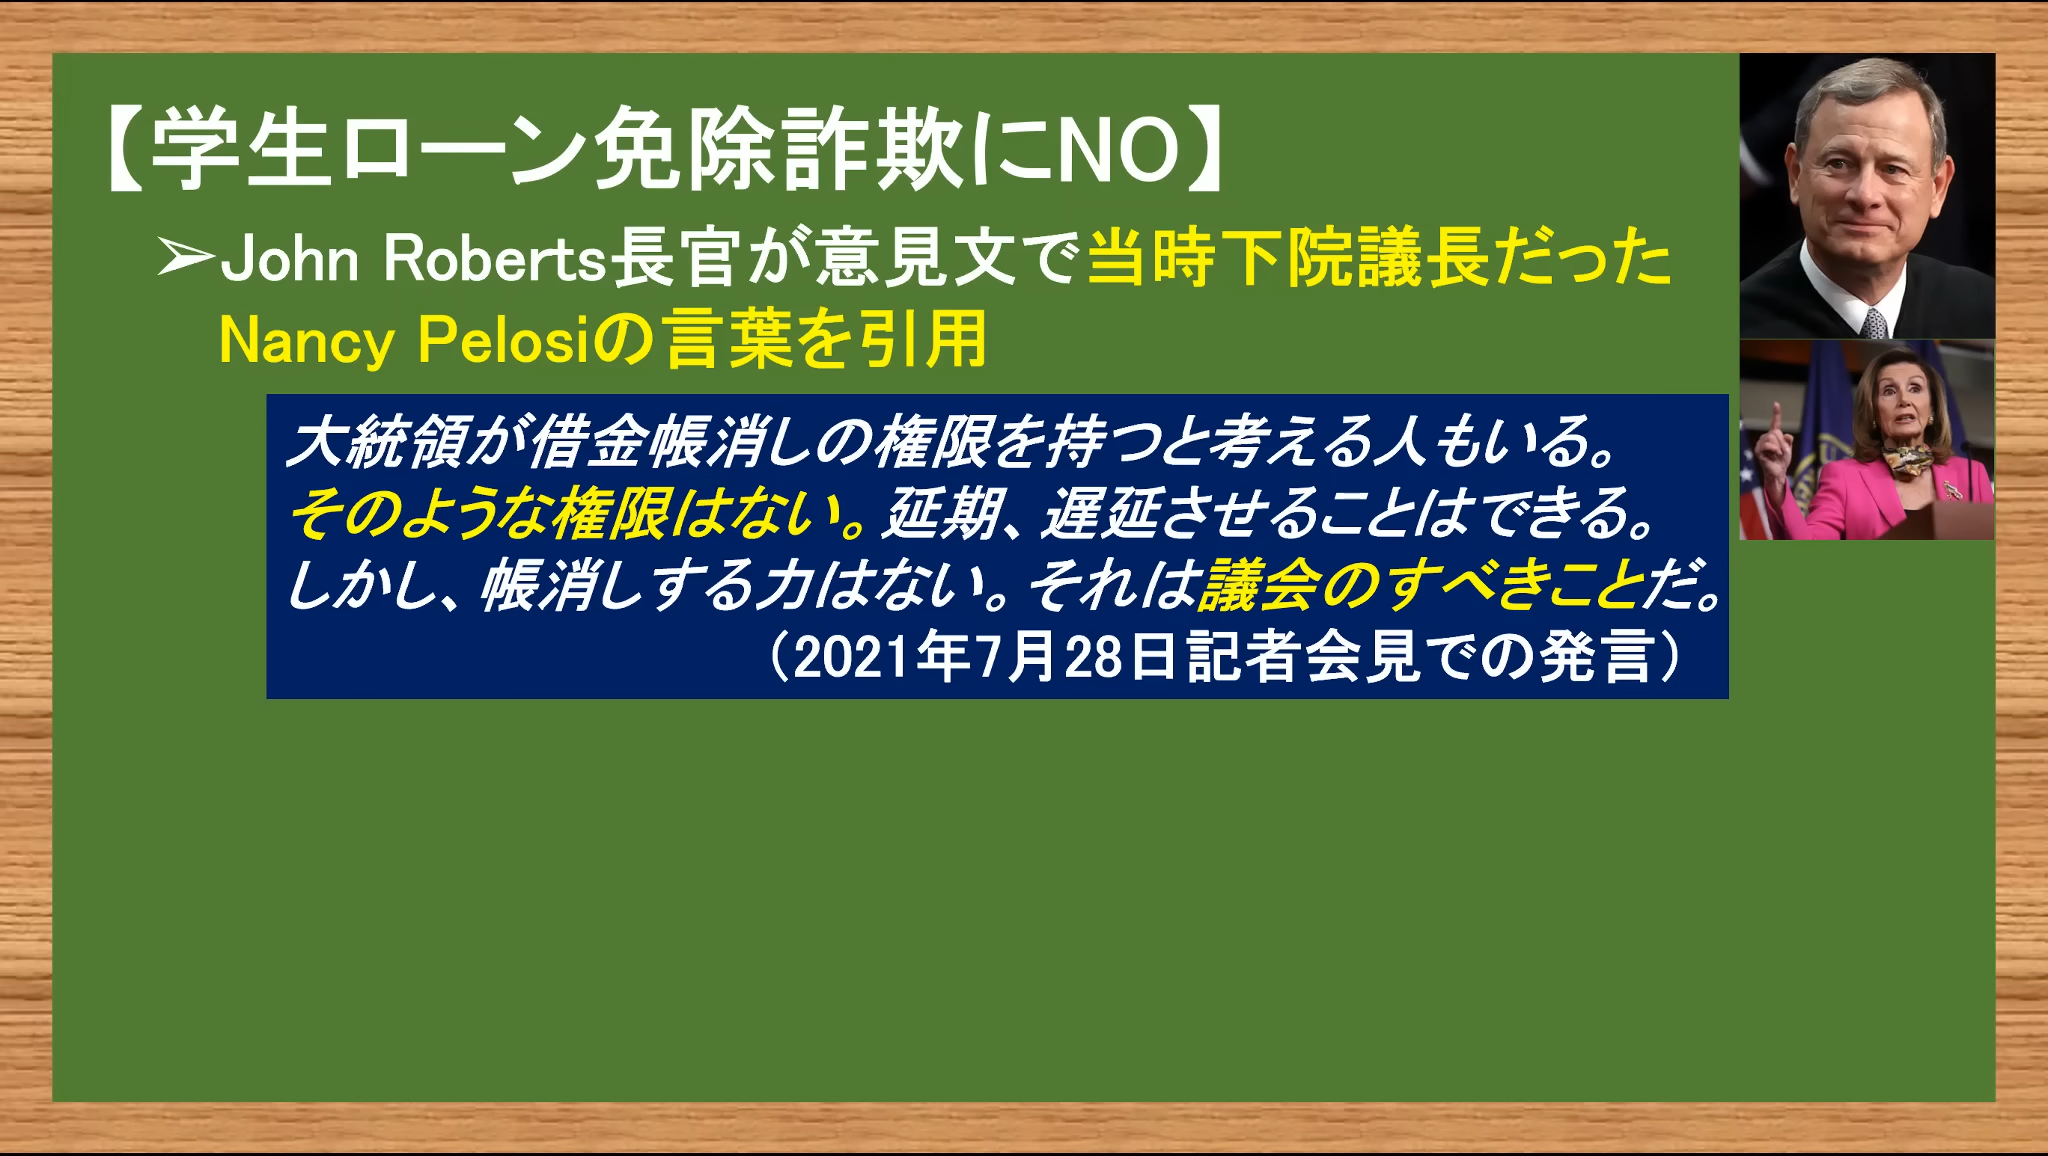 【学生ローン免除詐欺にNO】
➢John Roberts長官が意見文で当時下院議長だった
Nancy Pelosiの言葉を引用
大統領が借金帳消しの権限を持つと考える人もいる。
そのような権限はない。延期、遅延させることはできる。
しかし、帳消しする力はない。それは議会のすべきことだ。
（2021年7月28日記者会見での発言）